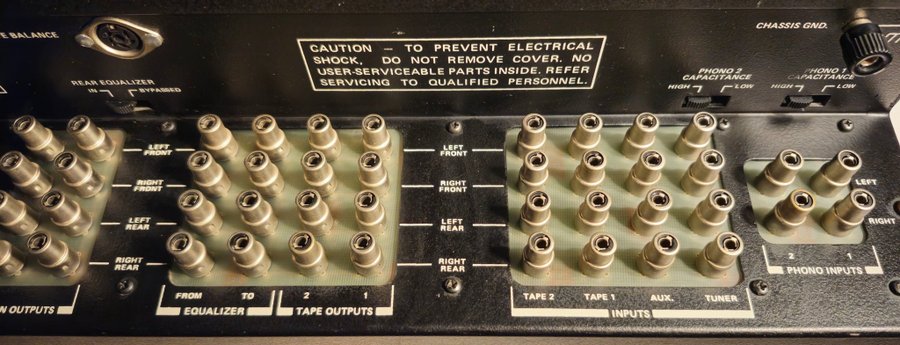 E BALANCE
CAUTION — TO PREVENT ELECTRICAL
SHOCK, DO NOT REMOVE COVER. NO
USER-SERVICEABLE PARTS INSIDE. REFER
SERVICING TO QUALIFIED PERSONNEL.
CHASSIS GND.
REAR EQUALIZER
IN BYPASSED
PHONO 2
CAPACITANCE
HIGH LOW
PHONO 1
CAPACITANCE
HIGH LOW
LEFT
FRONT
RIGHT
FRONT
LEFT
REAR
RIGHT
REAR
LEFT
FRONT
RIGHT
FRONT
LEFT
REAR
RIGHT
REAR
LEFT
RIGHT
2 1
PHONO INPUTS
N OUTPUTS
FROM TO
EQUALIZER
2 1
TAPE OUTPUTS
TAPE 2 TAPE 1 AUX. TUNER
INPUTS